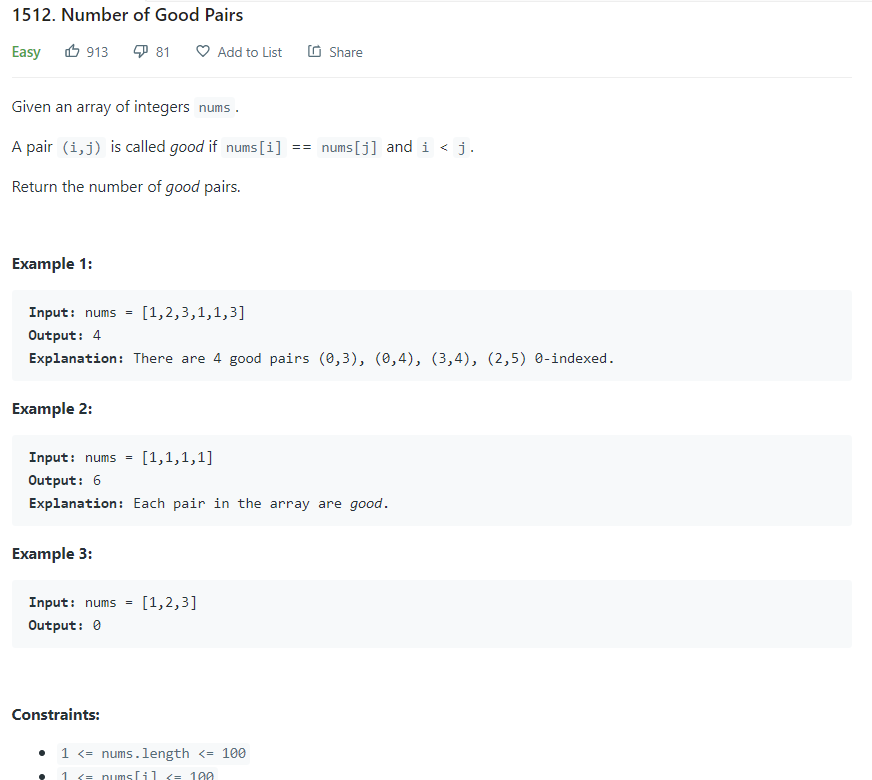 1512. Number of Good Pairs
Easy 913 81 Add to List Share
Given an array of integers nums.
A pair (i,j) is called good if nums[i] == nums[j] and i < j.
Return the number of good pairs.
Example 1:
Input: nums = [1,2,3,1,1,3]
Output: 4
Explanation: There are 4 good pairs (0,3), (0,4), (3,4), (2,5) 0-indexed.
Example 2:
Input: nums = [1,1,1,1]
Output: 6
Explanation: Each pair in the array are good.
Example 3:
Input: nums = [1,2,3]
Output: 0
Constraints:
1 <= nums.length <= 100
1 <= nums[i] <= 100